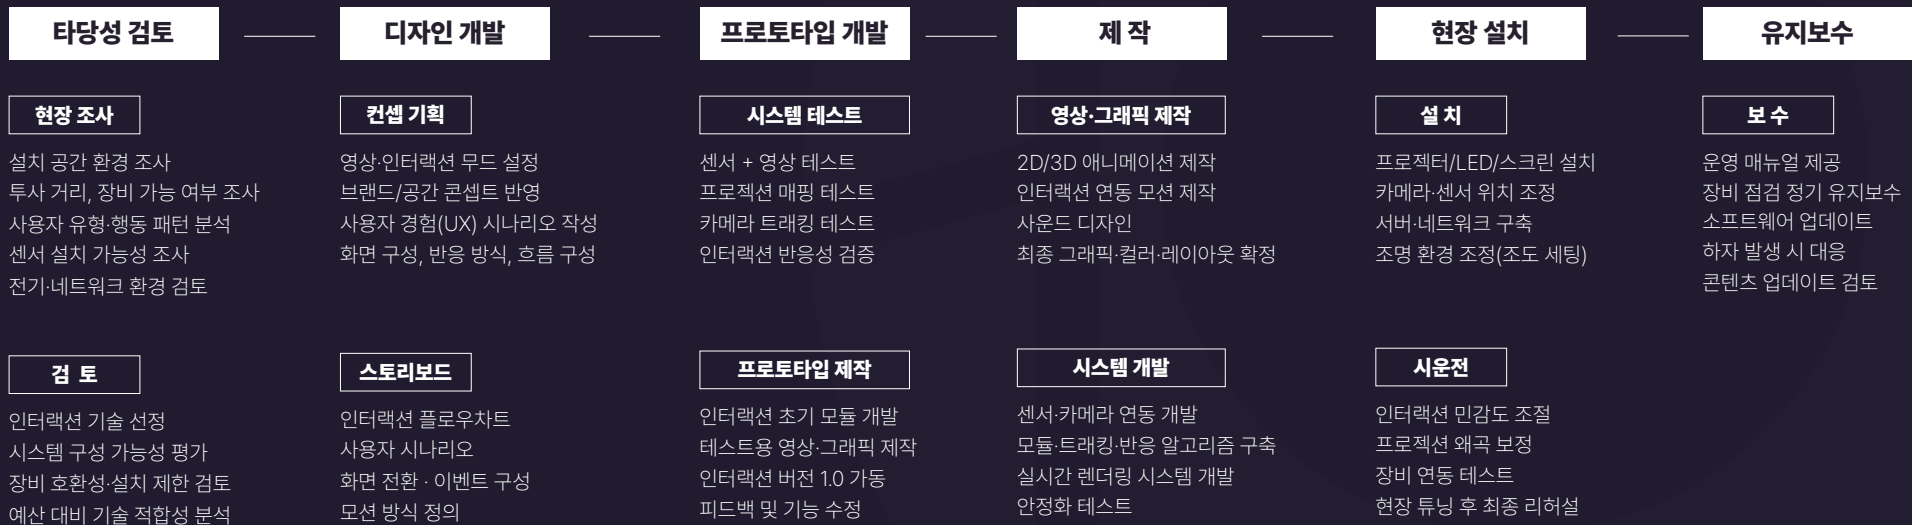 타당성 검토
디자인 개발
프로토타입 개발
제 작
현장 설치
유지보수
현장 조사
설치 공간 환경 조사
투사 거리, 장비 가능 여부 조사
사용자 유형·행동 패턴 분석
센서 설치 가능성 조사
전기·네트워크 환경 검토
검 토
인터랙션 기술 선정
시스템 구성 가능성 평가
장비 호환성·설치 제한 검토
예산 대비 기술 적합성 분석
컨셉 기획
영상·인터랙션 무드 설정
브랜드/공간 콘셉트 반영
사용자 경험(UX) 시나리오 작성
화면 구성, 반응 방식, 흐름 구성
스토리보드
인터랙션 플로우차트
사용자 시나리오
화면 전환 · 이벤트 구성
모션 방식 정의
시스템 테스트
센서 + 영상 테스트
프로젝션 매핑 테스트
카메라 트래킹 테스트
인터랙션 반응성 검증
프로토타입 제작
인터랙션 초기 모듈 개발
테스트용 영상·그래픽 제작
인터랙션 버전 1.0 가동
피드백 및 기능 수정
영상·그래픽 제작
2D/3D 애니메이션 제작
인터랙션 연동 모션 제작
사운드 디자인
최종 그래픽·컬러·레이아웃 확정
시스템 개발
센서·카메라 연동 개발
모듈·트래킹·반응 알고리즘 구축
실시간 렌더링 시스템 개발
안정화 테스트
설 치
프로젝터/LED/스크린 설치
카메라·센서 위치 조정
서버·네트워크 구축
조명 환경 조정(조도 세팅)
시운전
인터랙션 민감도 조절
프로젝션 왜곡 보정
장비 연동 테스트
현장 튜닝 후 최종 리허설
보 수
운영 매뉴얼 제공
장비 점검 정기 유지보수
소프트웨어 업데이트
하자 발생 시 대응
콘텐츠 업데이트 검토